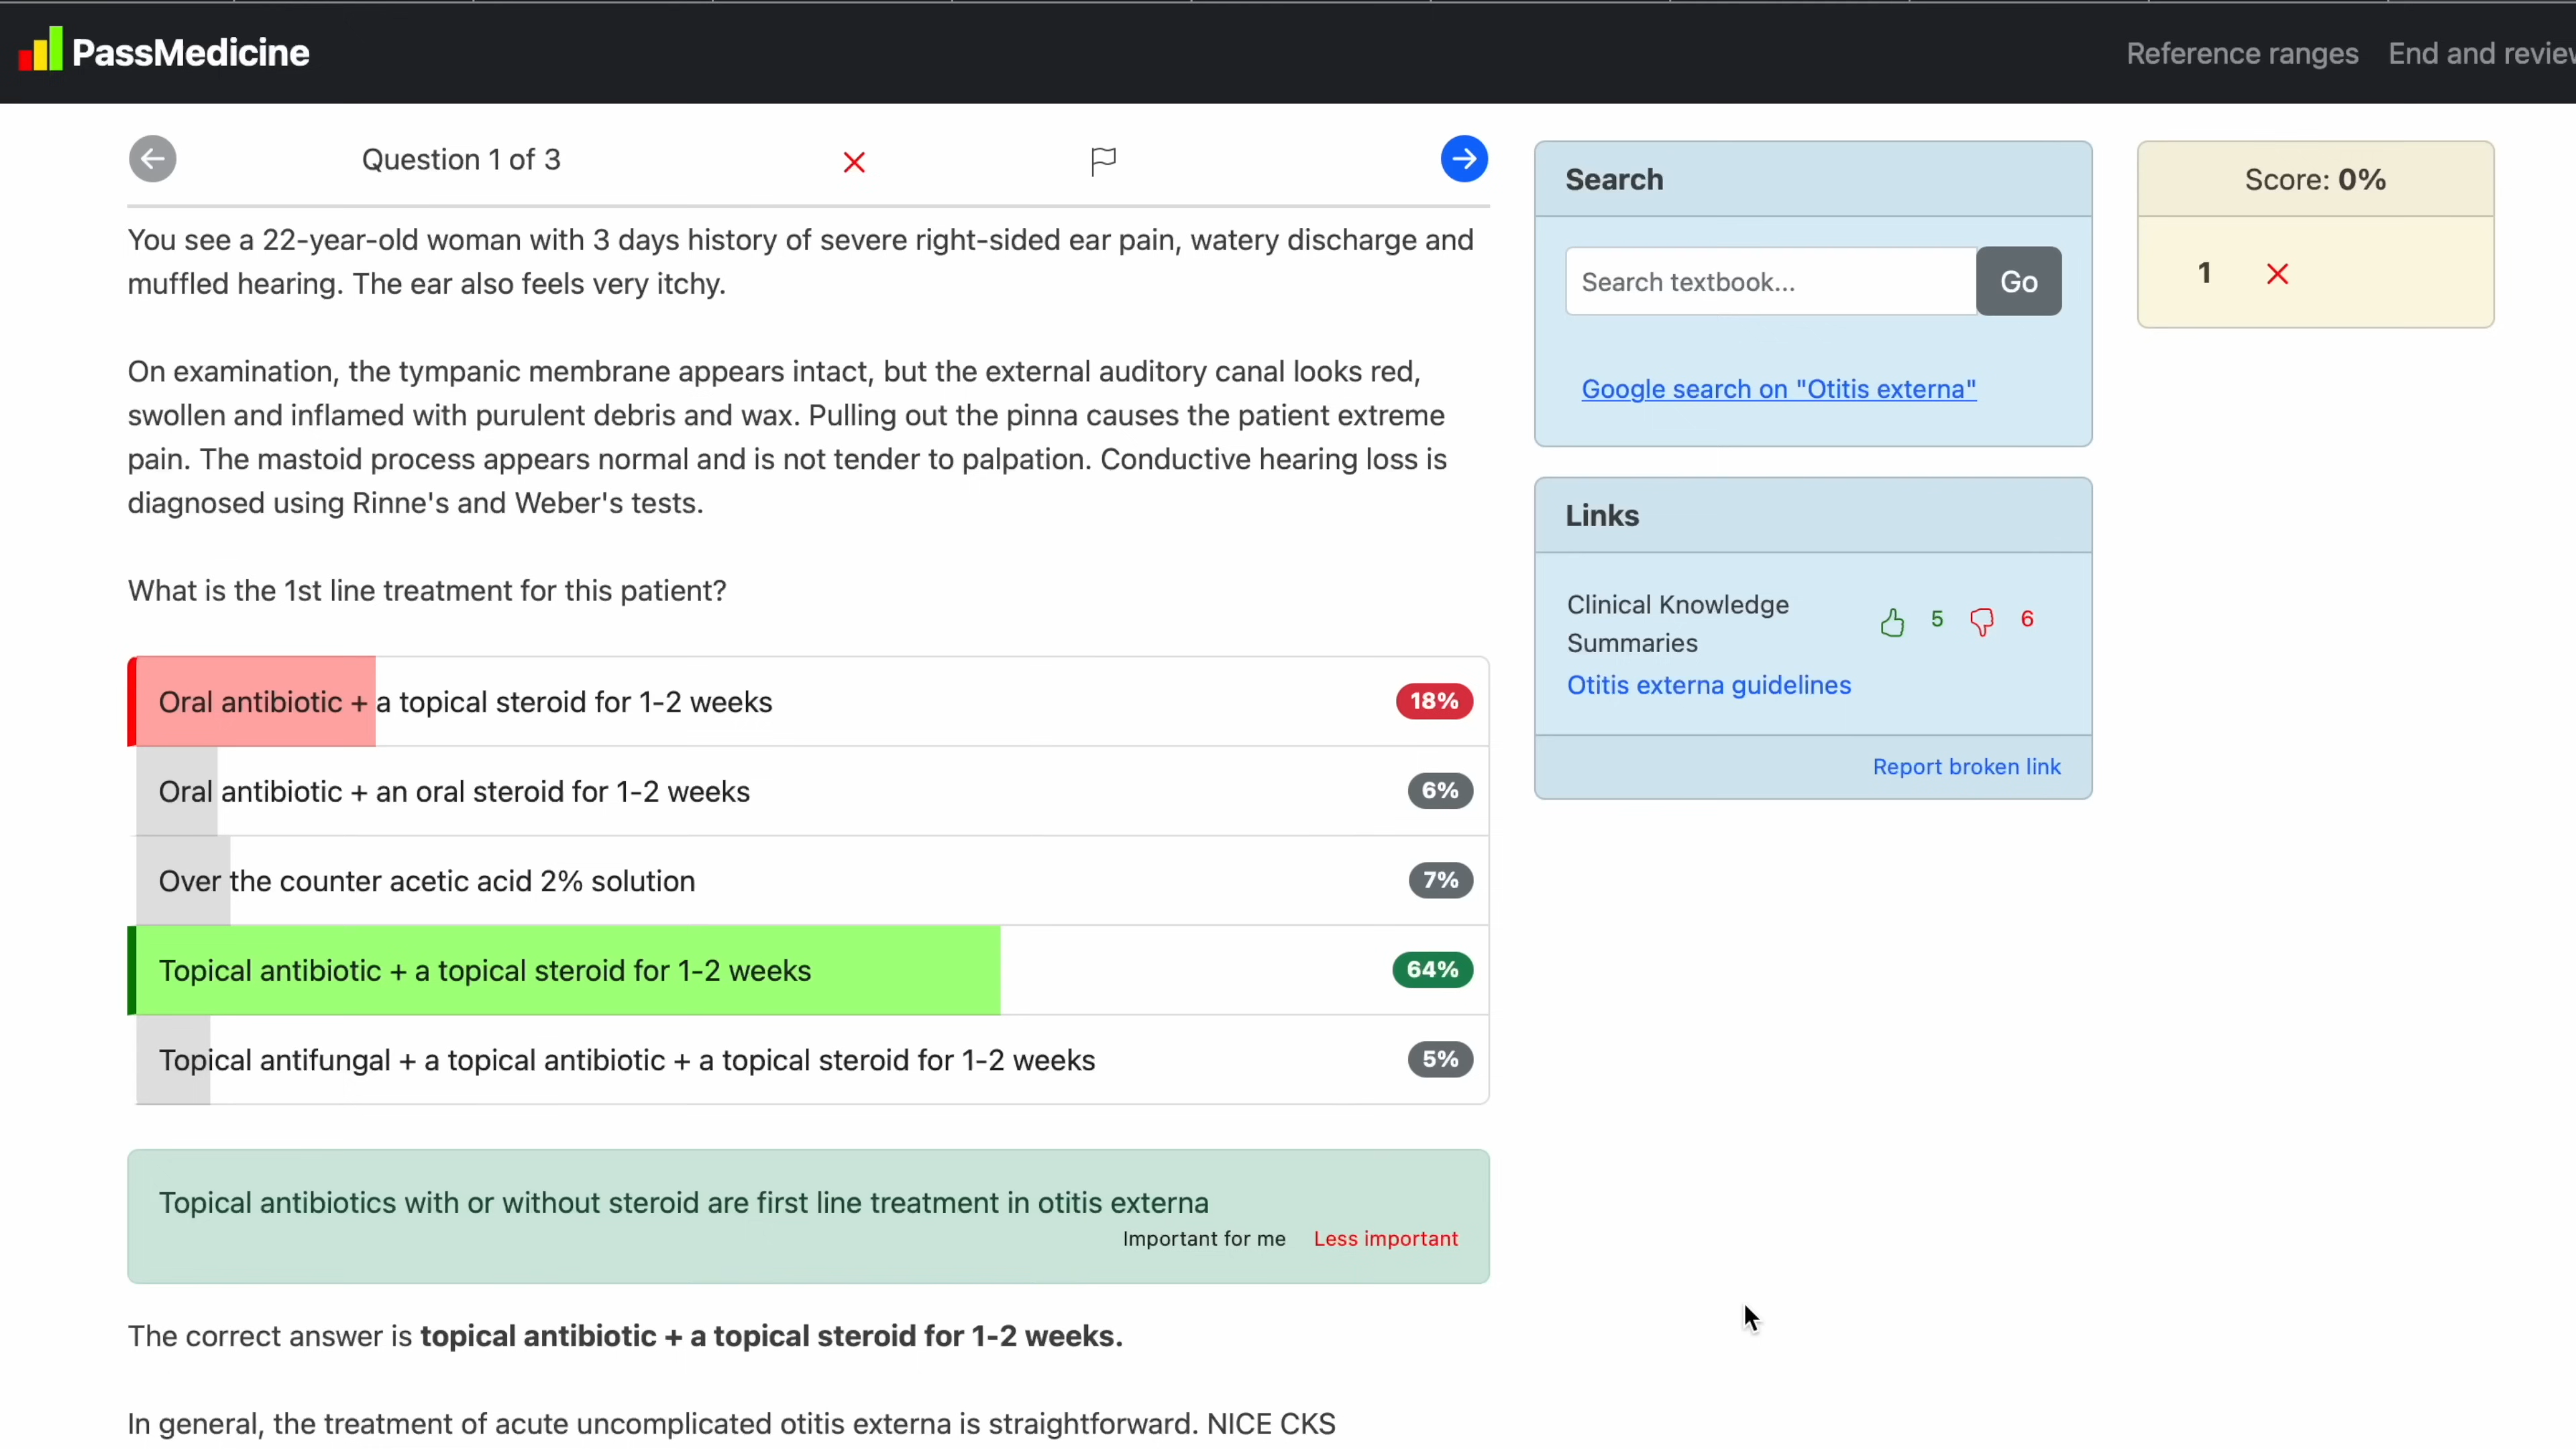 PassMedicine
Reference ranges
End and review
Question 1 of 3
You see a 22-year-old woman with 3 days history of severe right-sided ear pain, watery discharge and
muffled hearing. The ear also feels very itchy.
On examination, the tympanic membrane appears intact, but the external auditory canal looks red,
swollen and inflamed with purulent debris and wax. Pulling out the pinna causes the patient extreme
pain. The mastoid process appears normal and is not tender to palpation. Conductive hearing loss is
diagnosed using Rinne's and Weber's tests.
What is the 1st line treatment for this patient?
Oral antibiotic + a topical steroid for 1-2 weeks
18%
Oral antibiotic + an oral steroid for 1-2 weeks
6%
Over the counter acetic acid 2% solution
7%
Topical antibiotic + a topical steroid for 1-2 weeks
64%
Topical antifungal + a topical antibiotic + a topical steroid for 1-2 weeks
5%
Topical antibiotics with or without steroid are first line treatment in otitis externa
Important for me
Less important
The correct answer is topical antibiotic + a topical steroid for 1-2 weeks.
In general, the treatment of acute uncomplicated otitis externa is straightforward. NICE CKS
Search
Search textbook...
Go
Google search on "Otitis externa"
Links
Clinical Knowledge
Summaries
5
6
Otitis externa guidelines
Report broken link
Score: 0%
1